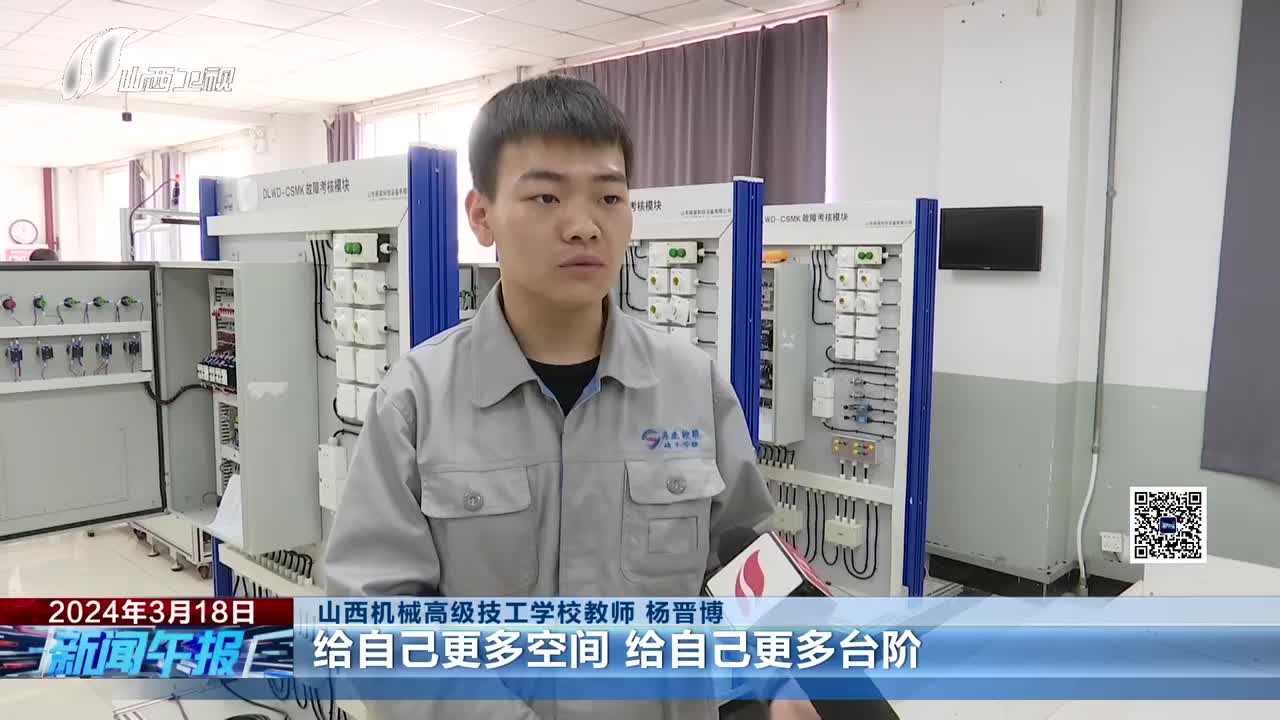 山西卫视
DLWD-CSMK 故障考核模块
核模块
WD-CSMK 故障考核模块
2024年3月18日
新闻午报
山西机械高级技工学校教师 杨晋博
给自己更多空间 给自己更多台阶